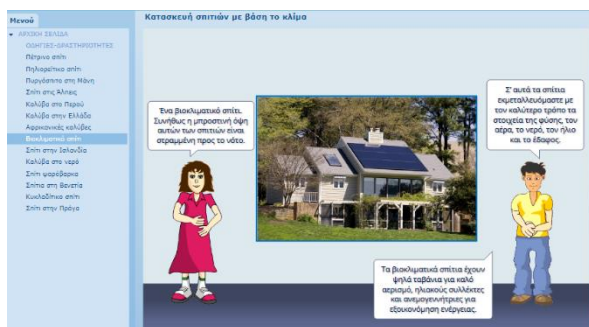 Μενού
ΑΡΧΙΚΗ ΣΕΛΙΔΑ
ΟΔΗΓΙΕΣ-ΔΡΑΣΤΗΡΙΟΤΗΤΕΣ
Πέτρινο σπίτι
Πηλιορείτικο σπίτι
Πυργόσπιτο στη Μάνη
Σπίτι στις Άλπεις
Καλύβα στο Περού
Καλύβα στην Ελλάδα
Αφρικανικές καλύβες
Βιοκλιματικό σπίτι
Σπίτι στην Ισλανδία
Καλύβα στο νερό
Σπίτι ψαρόβαρκα
Σπίτια στη Βενετία
Κυκλαδίτικο σπίτι
Σπίτι στην Πράγα
Κατασκευή σπιτιών με βάση το κλίμα
Ένα βιοκλιματικό σπίτι.
Συνήθως η μπροστινή όψη
αυτών των σπιτιών είναι
στραμμένη προς το νότο.
Σ' αυτά τα σπίτια
εκμεταλλευόμαστε με
τον καλύτερο τρόπο τα
στοιχεία της φύσης, τον
αέρα, το νερό, τον ήλιο
και το έδαφος.
Τα βιοκλιματικά σπίτια έχουν
ψηλά ταβάνια για καλό
αερισμό, ηλιακούς συλλέκτες
και ανεμογεννήτριες για
εξοικονόμηση ενέργειας.